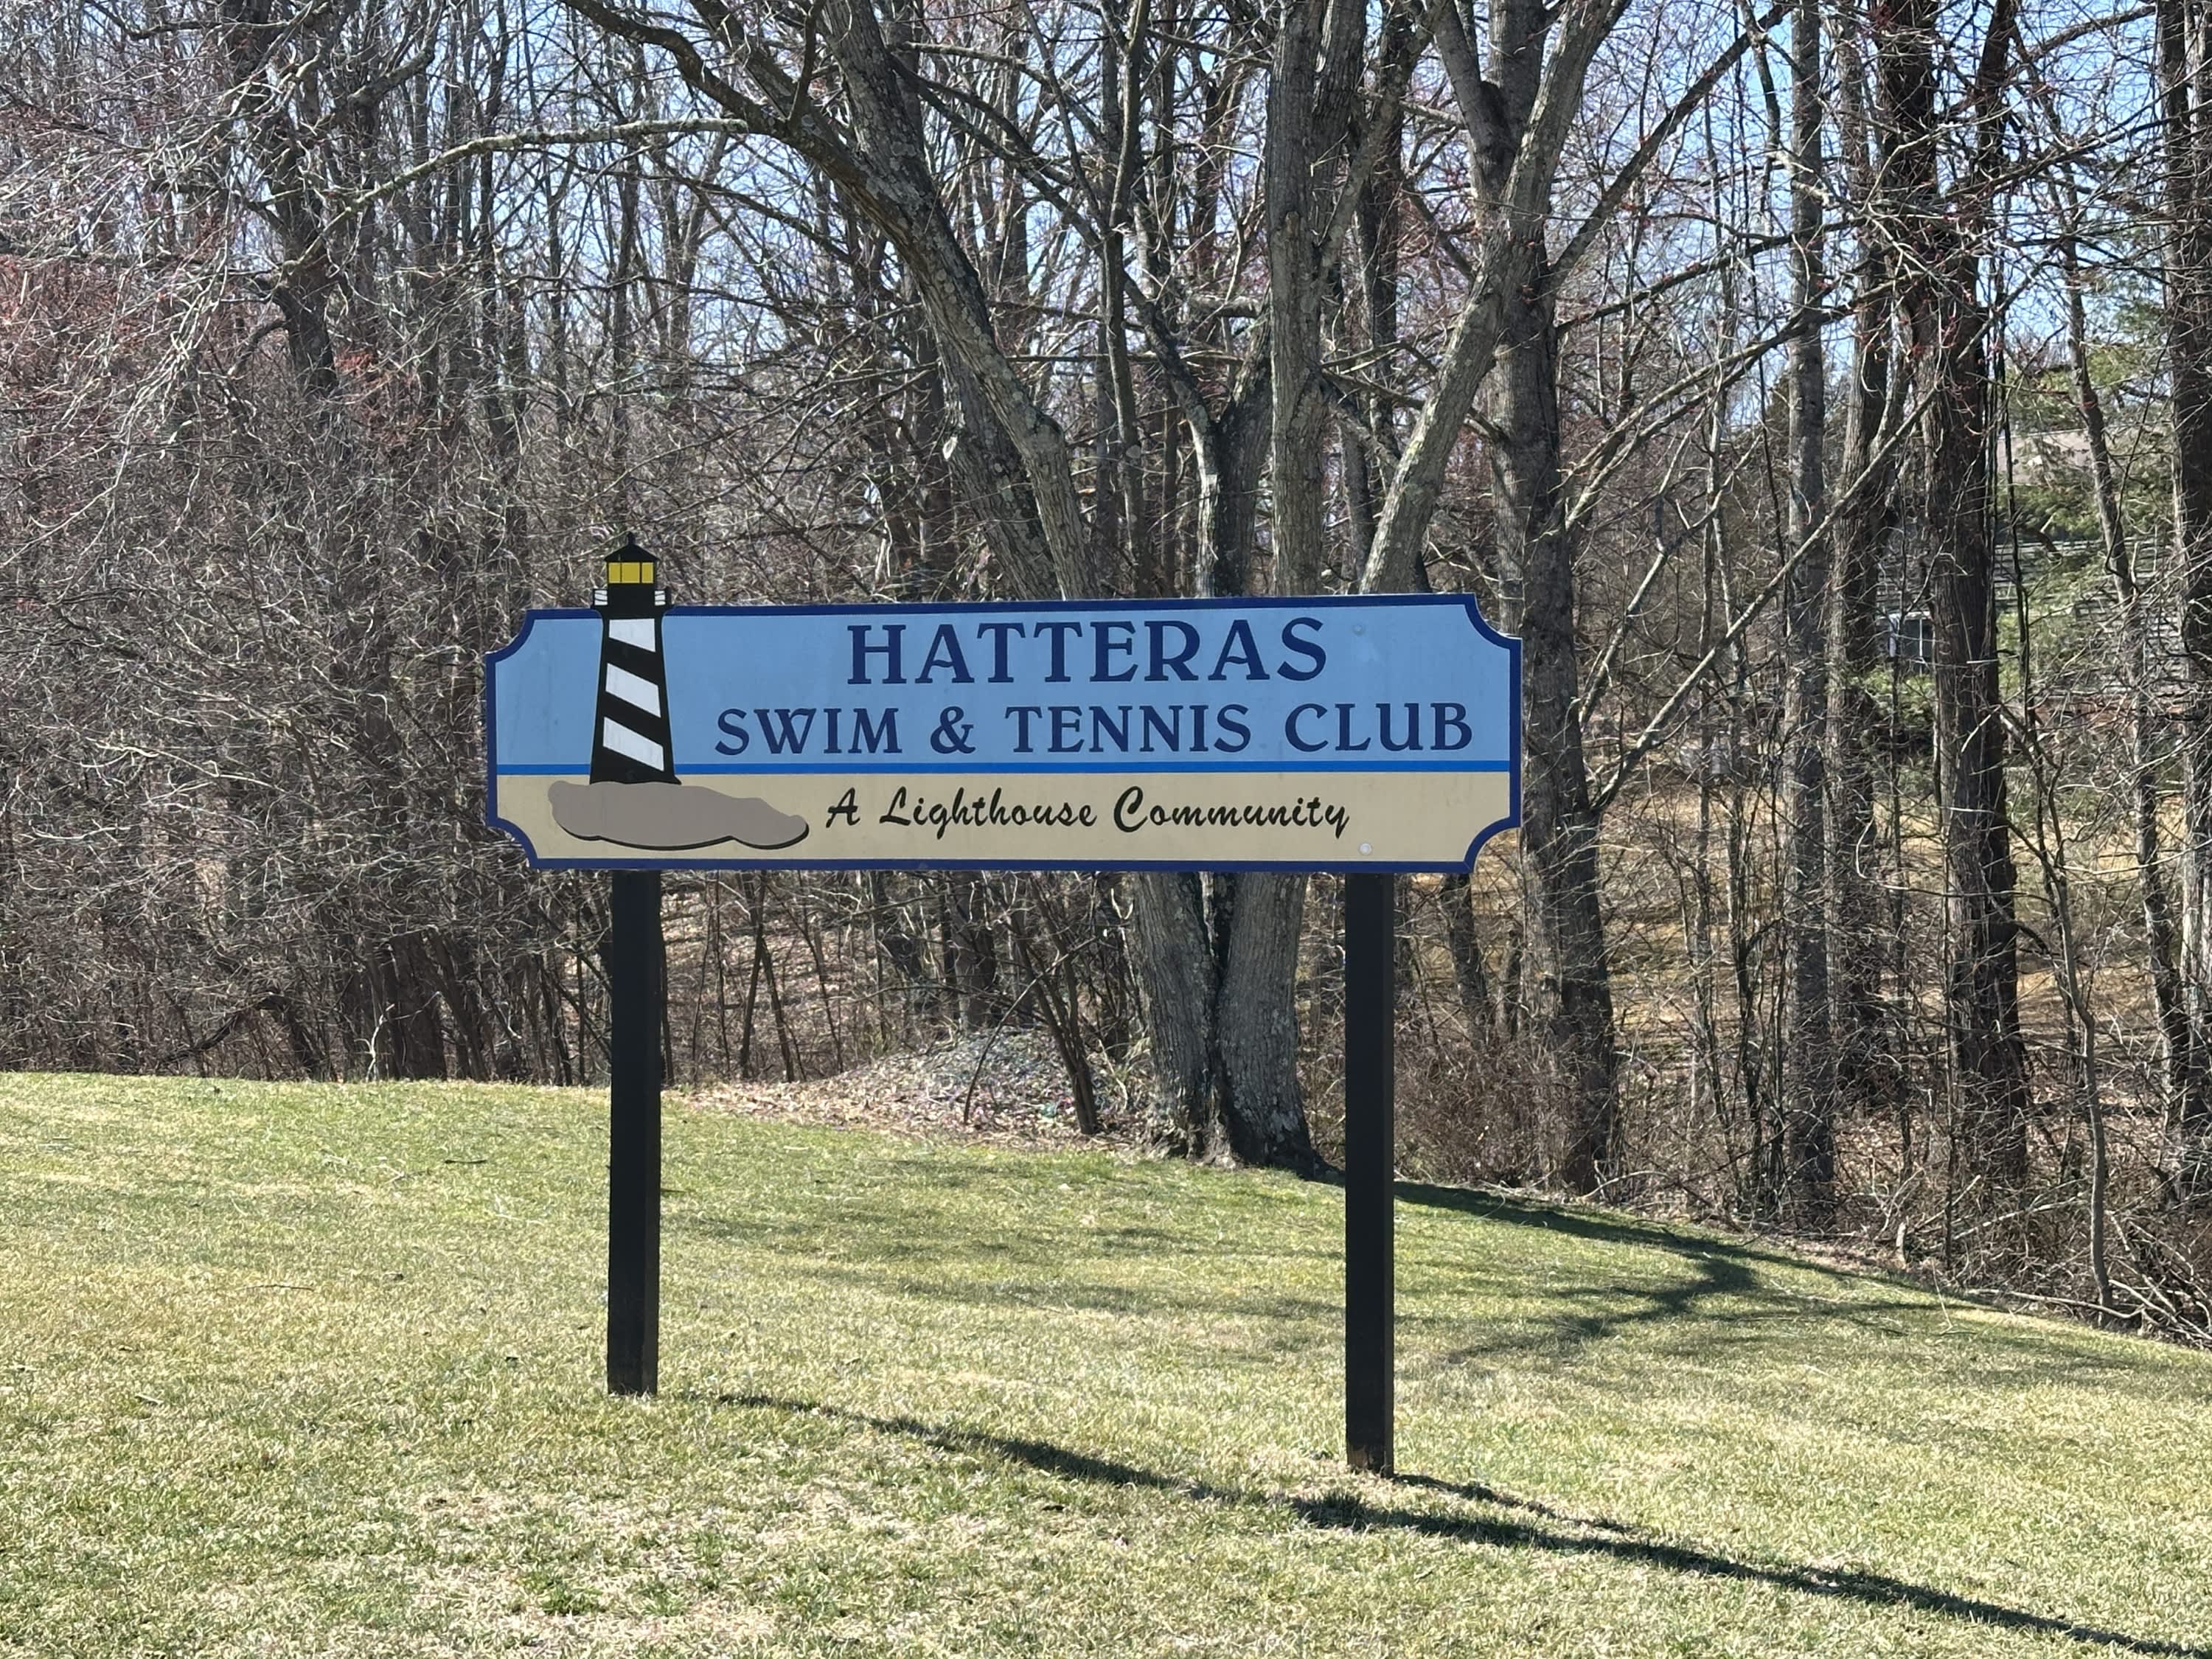 HATTERAS
SWIM & TENNIS CLUB
A Lighthouse Community